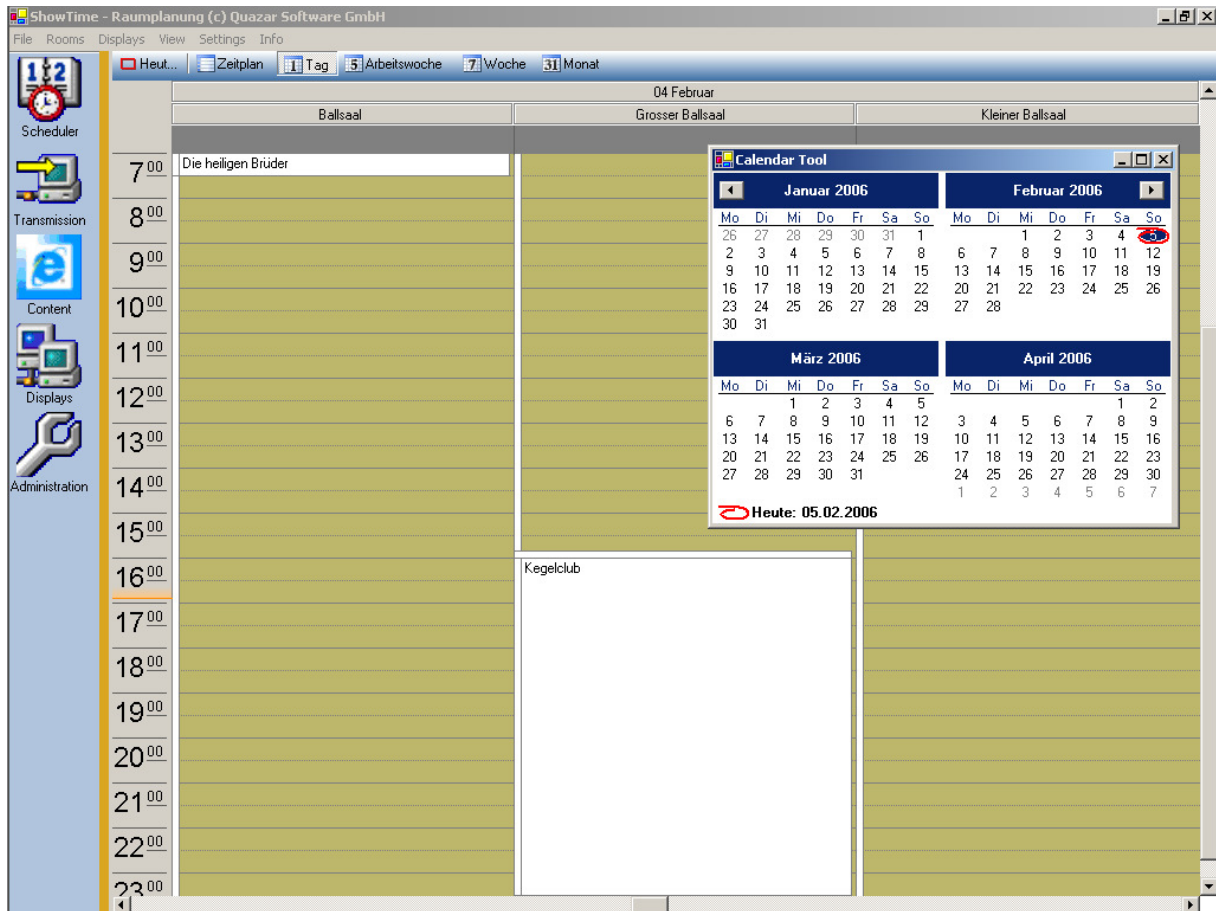 ShowTime - Raumplanung (c) Quazar Software GmbH
File Rooms Displays View Settings Info
Heut... Zeitplan 1 Tag 5 Arbeitswoche 7 Woche 31 Monat
04 Februar
Ballsaal Grosser Ballsaal Kleiner Ballsaal
1 2
Scheduler
Transmission
Content
Displays
Administration
7 00 Die heiligen Brüder
8 00
9 00
10 00
11 00
12 00
13 00
14 00
15 00
16 00
17 00
18 00
19 00
20 00
21 00
22 00
23 00
Kegelclub
Calendar Tool
Januar 2006
Mo Di Mi Do Fr Sa So
26 27 28 29 30 31 1
2 3 4 5 6 7 8
9 10 11 12 13 14 15
16 17 18 19 20 21 22
23 24 25 26 27 28 29
30 31
Februar 2006
Mo Di Mi Do Fr Sa So
1 2 3 4 5
6 7 8 9 10 11 12
13 14 15 16 17 18 19
20 21 22 23 24 25 26
27 28
März 2006
Mo Di Mi Do Fr Sa So
1 2 3 4 5
6 7 8 9 10 11 12
13 14 15 16 17 18 19
20 21 22 23 24 25 26
27 28 29 30 31
April 2006
Mo Di Mi Do Fr Sa So
1 2
3 4 5 6 7 8 9
10 11 12 13 14 15 16
17 18 19 20 21 22 23
24 25 26 27 28 29 30
1 2 3 4 5 6 7
Heute: 05.02.2006